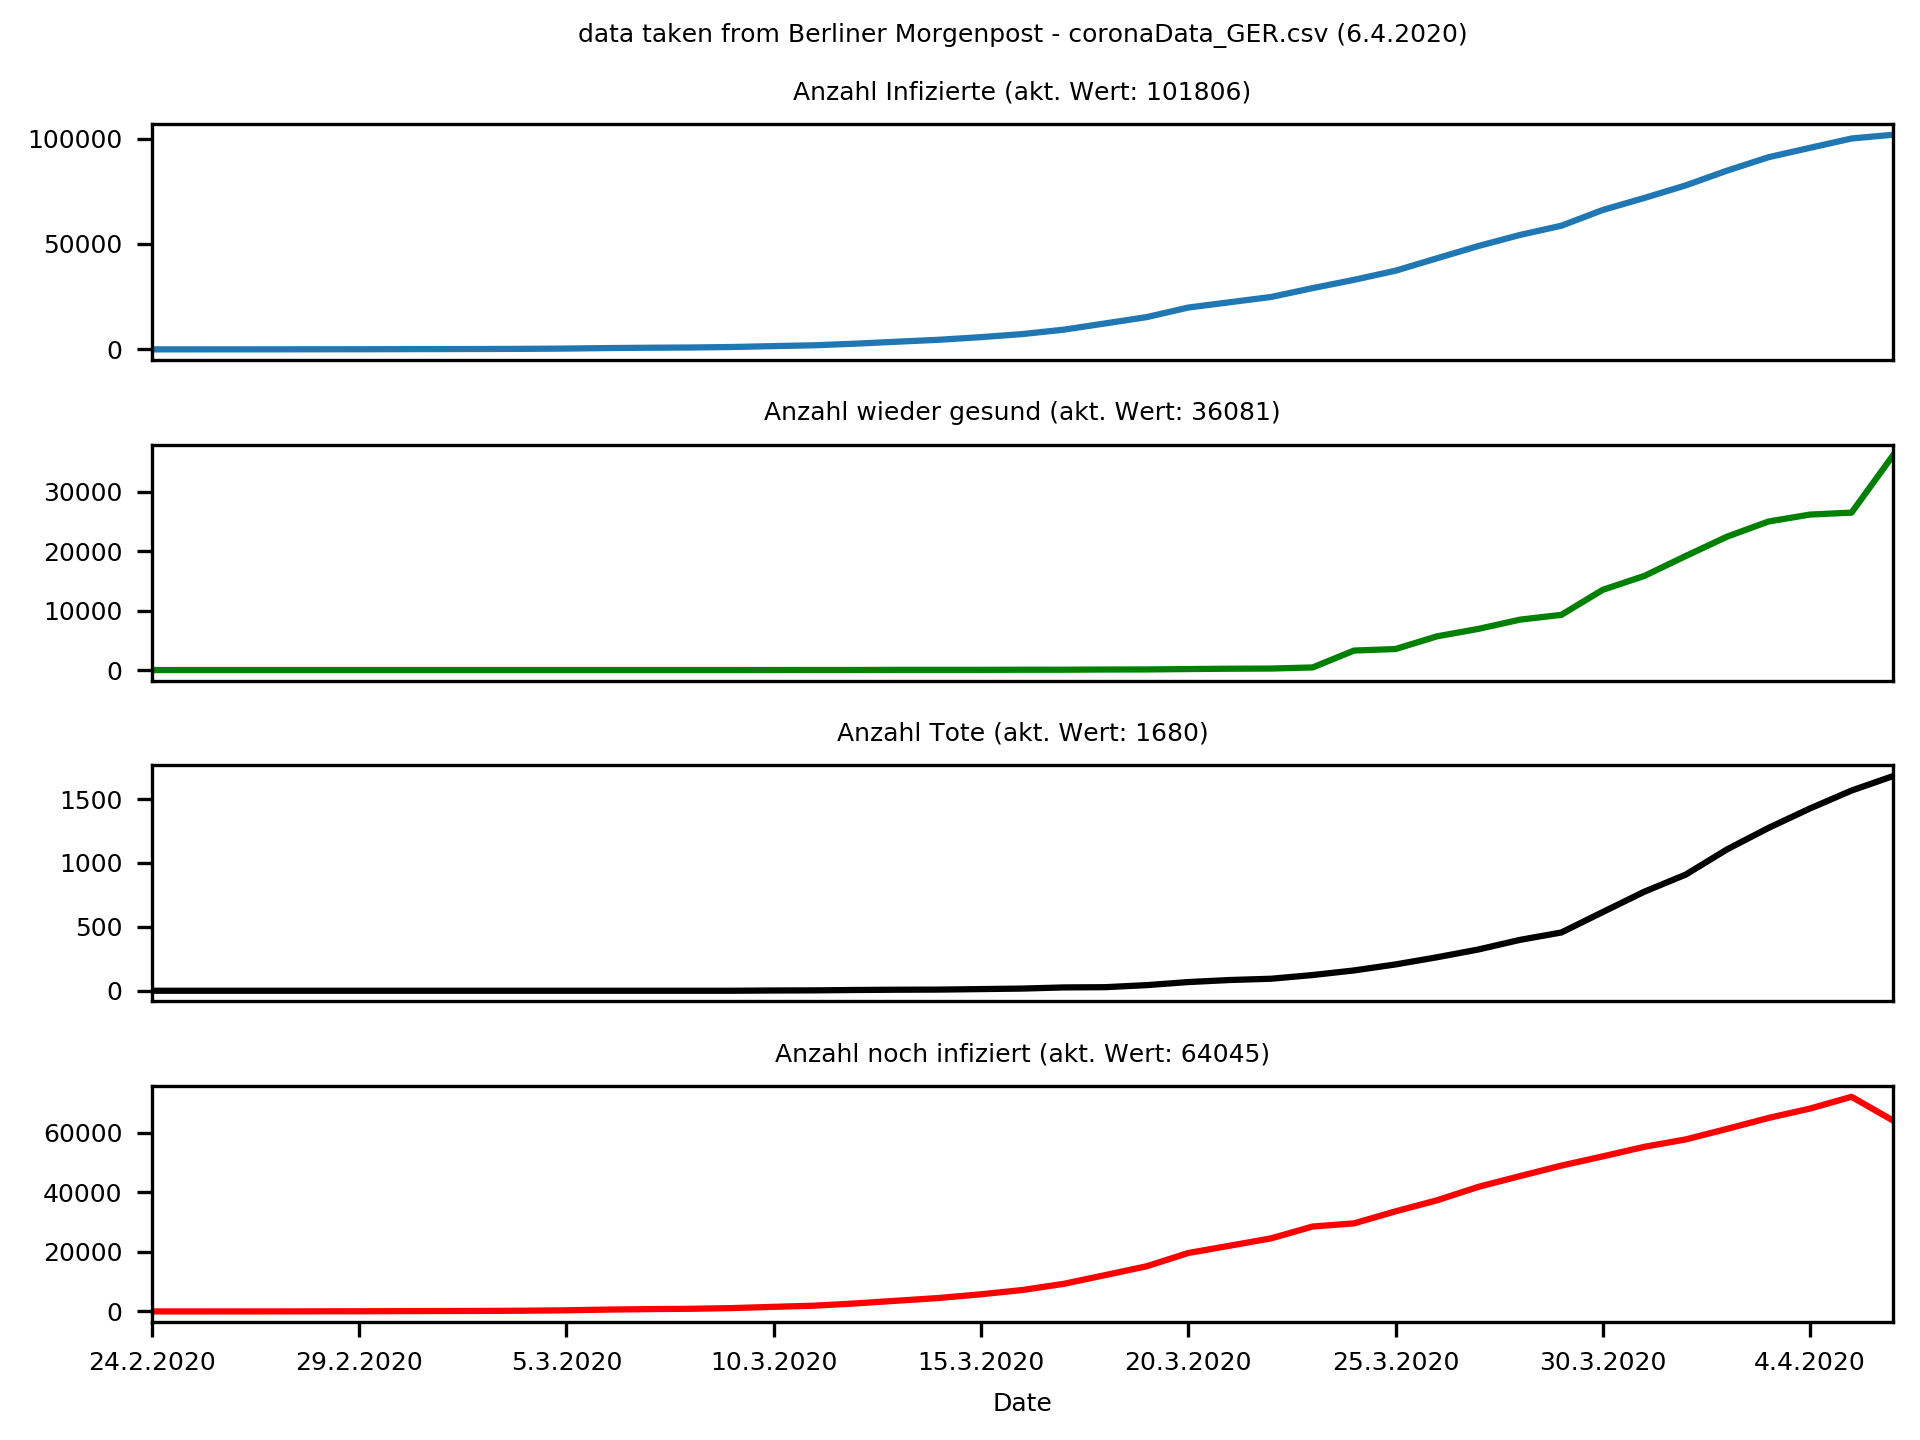 data taken from Berliner Morgenpost - coronaData_GER.csv (6.4.2020)
Anzahl Infizierte (akt. Wert: 101806)
100000
50000
0
Anzahl wieder gesund (akt. Wert: 36081)
30000
20000
10000
0
Anzahl Tote (akt. Wert: 1680)
1500
1000
500
0
Anzahl noch infiziert (akt. Wert: 64045)
60000
40000
20000
0
24.2.2020 29.2.2020 5.3.2020 10.3.2020 15.3.2020 20.3.2020 25.3.2020 30.3.2020 4.4.2020
Date